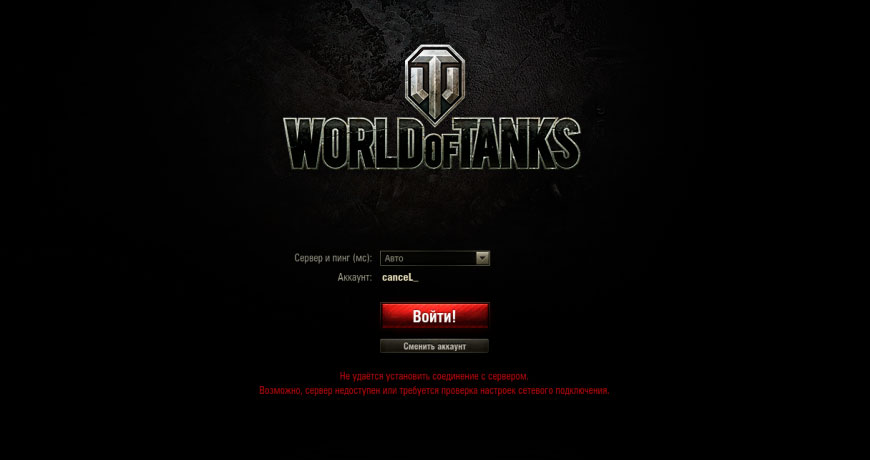 WORLD OF TANKS
Сервер и пинг (мс): Авто
Аккаунт: canceL_
Войти!
Сменить аккаунт
Не удаётся установить соединение с сервером.
Возможно, сервер недоступен или требуется проверка настроек сетевого подключения.